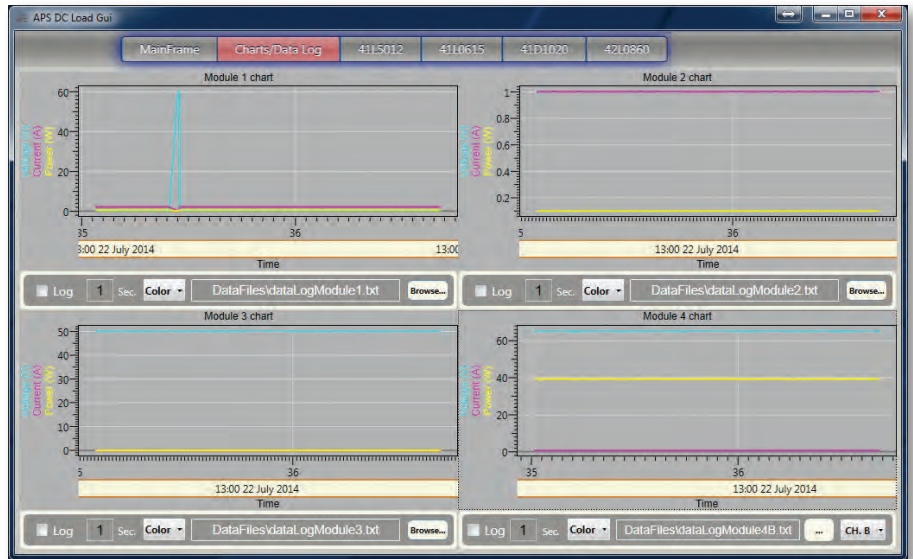 APS DC Load Gui
MainFrame Charts/Data Log 41L5012 41L0615 41D1020 42L0860
Module 1 chart
60
40
20
0
Current (A)
Power (W)
35 36
3:00 22 July 2014 13:00
Time
Log 1 Sec. Color DataFiles\dataLogModule1.txt Browse...
Module 2 chart
1
0.8
0.6
0.4
0.2
Current (A)
Power (W)
5 36
13:00 22 July 2014
Time
Log 1 Sec. Color DataFiles\dataLogModule2.txt Browse...
Module 3 chart
50
40
30
20
10
0
Current (A)
Power (W)
5 36
13:00 22 July 2014
Time
Log 1 Sec. Color DataFiles\dataLogModule3.txt Browse...
Module 4 chart
60
40
20
0
Current (A)
Power (W)
35 36
13:00 22 July 2014
Time
Log 1 Sec. Color DataFiles\dataLogModule4B.txt ... CH. B